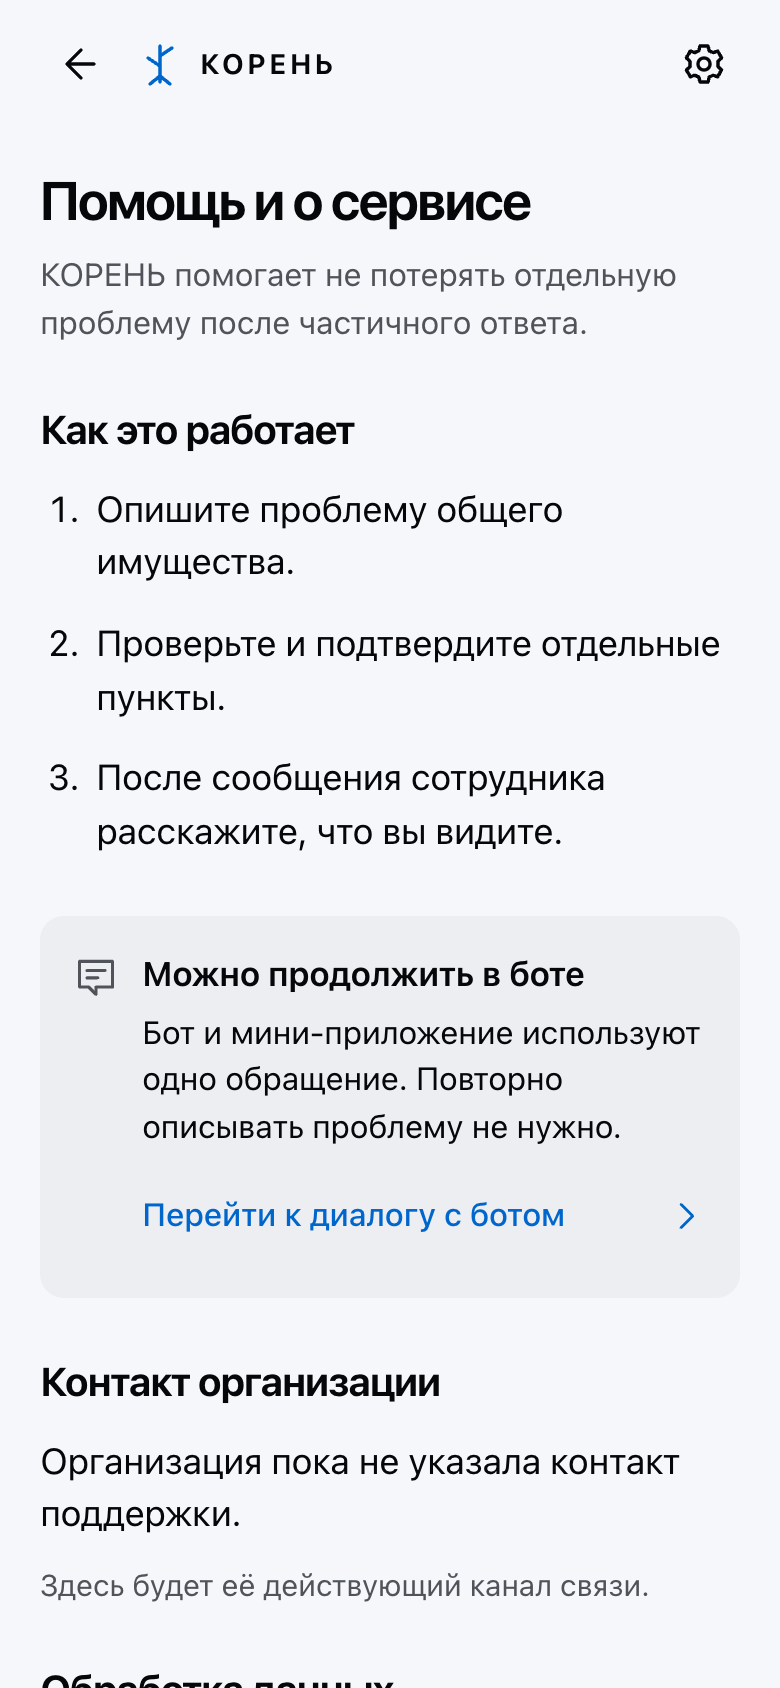 КОРЕНЬ
Помощь и о сервисе
КОРЕНЬ помогает не потерять отдельную
проблему после частичного ответа.
Как это работает
1. Опишите проблему общего
имущества.
2. Проверьте и подтвердите отдельные
пункты.
3. После сообщения сотрудника
расскажите, что вы видите.
Можно продолжить в боте
Бот и мини-приложение используют
одно обращение. Повторно
описывать проблему не нужно.
Перейти к диалогу с ботом
Контакт организации
Организация пока не указала контакт
поддержки.
Здесь будет её действующий канал связи.
Обработка данных